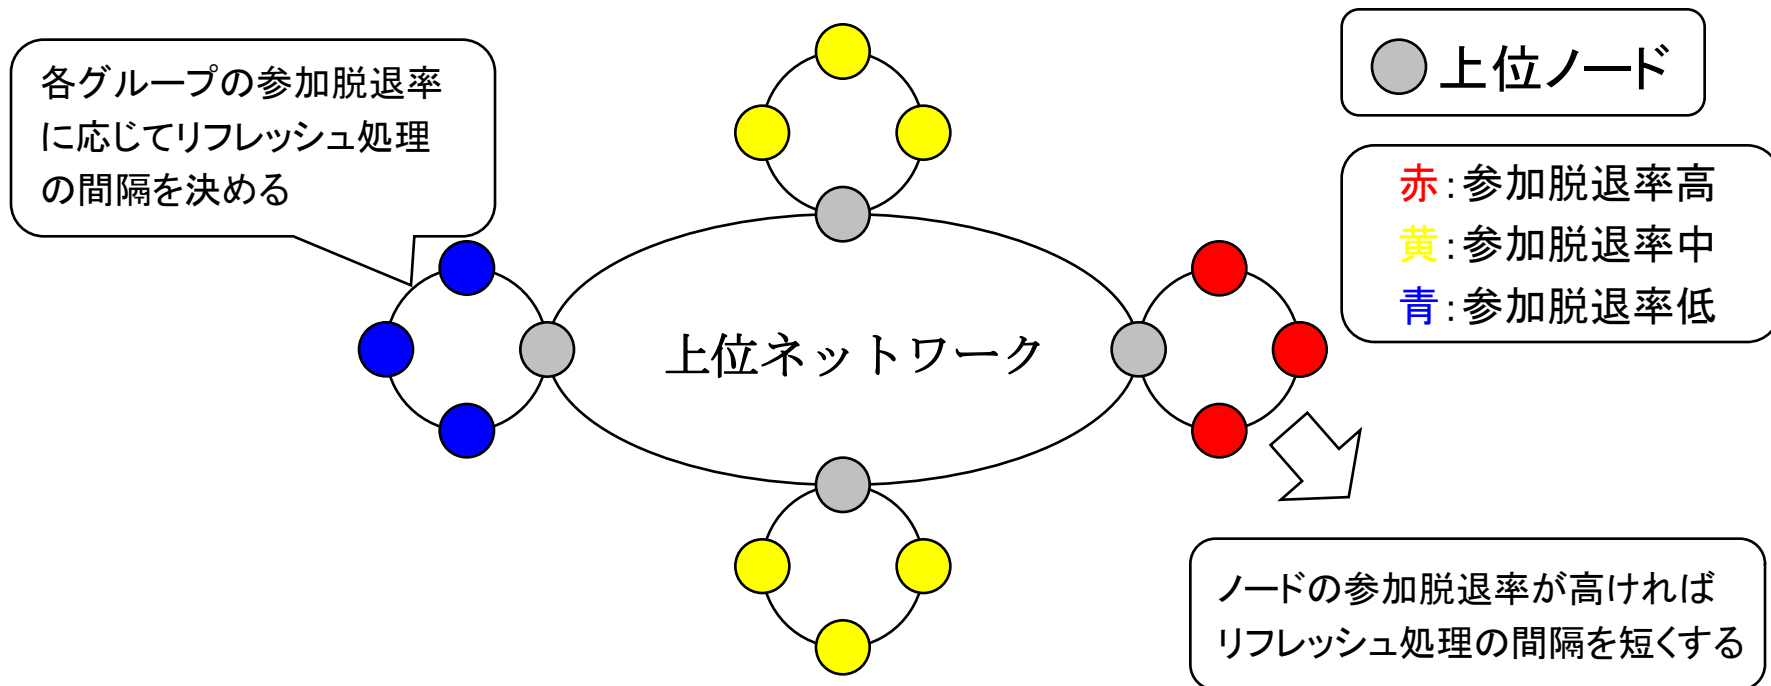 各グループの参加脱退率
に応じてリフレッシュ処理
の間隔を決める
上位ノード
赤:参加脱退率高
黄:参加脱退率中
青:参加脱退率低
上位ネットワーク
ノードの参加脱退率が高ければ
リフレッシュ処理の間隔を短くする